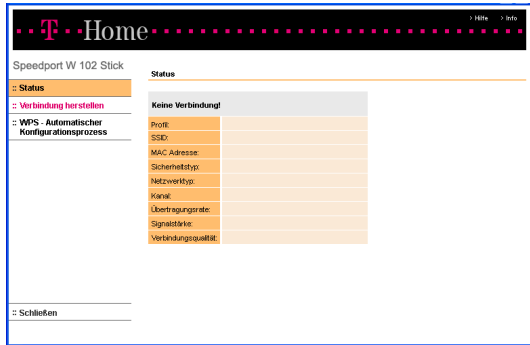 > Hilfe > Info
T Home
Speedport W 102 Stick
:: Status
:: Verbindung herstellen
:: WPS - Automatischer
Konfigurationsprozess
:: Schließen
Status
Keine Verbindung!
Profil:
SSID:
MAC Adresse:
Sicherheitstyp:
Netzwerktyp:
Kanal:
Übertragungsrate:
Signalstärke:
Verbindungsqualität: